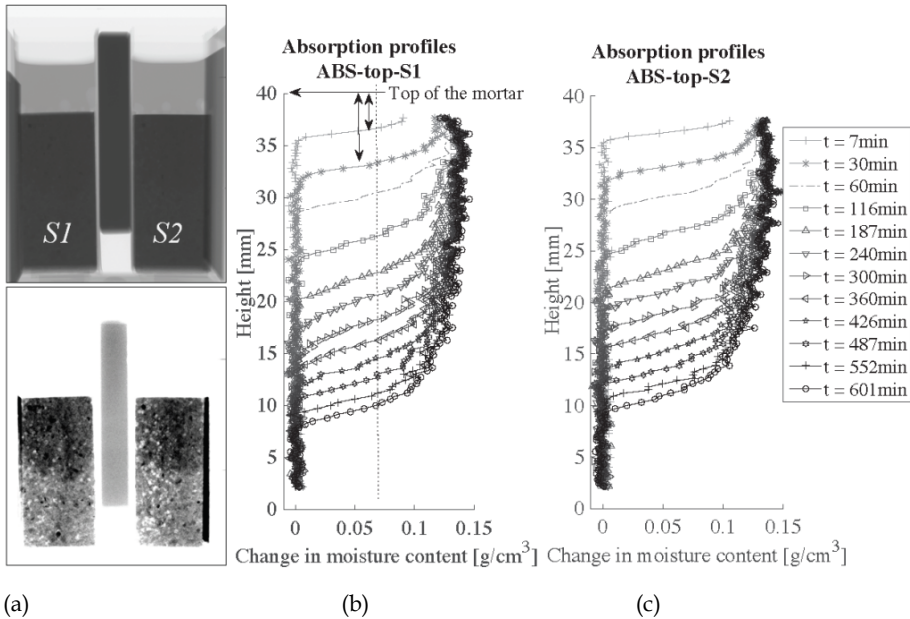 S1
S2
(a)
Absorption profiles
ABS-top-S1
Top of the mortar
Height [mm]
40
35
30
25
20
15
10
5
0
0
0.05
0.1
0.15
Change in moisture content [g/cm³]
(b)
Absorption profiles
ABS-top-S2
Height [mm]
40
35
30
25
20
15
10
5
0
0
0.05
0.1
0.15
Change in moisture content [g/cm³]
(c)
t = 7min
t = 30min
t = 60min
t = 116min
t = 187min
t = 240min
t = 300min
t = 360min
t = 426min
t = 487min
t = 552min
t = 601min